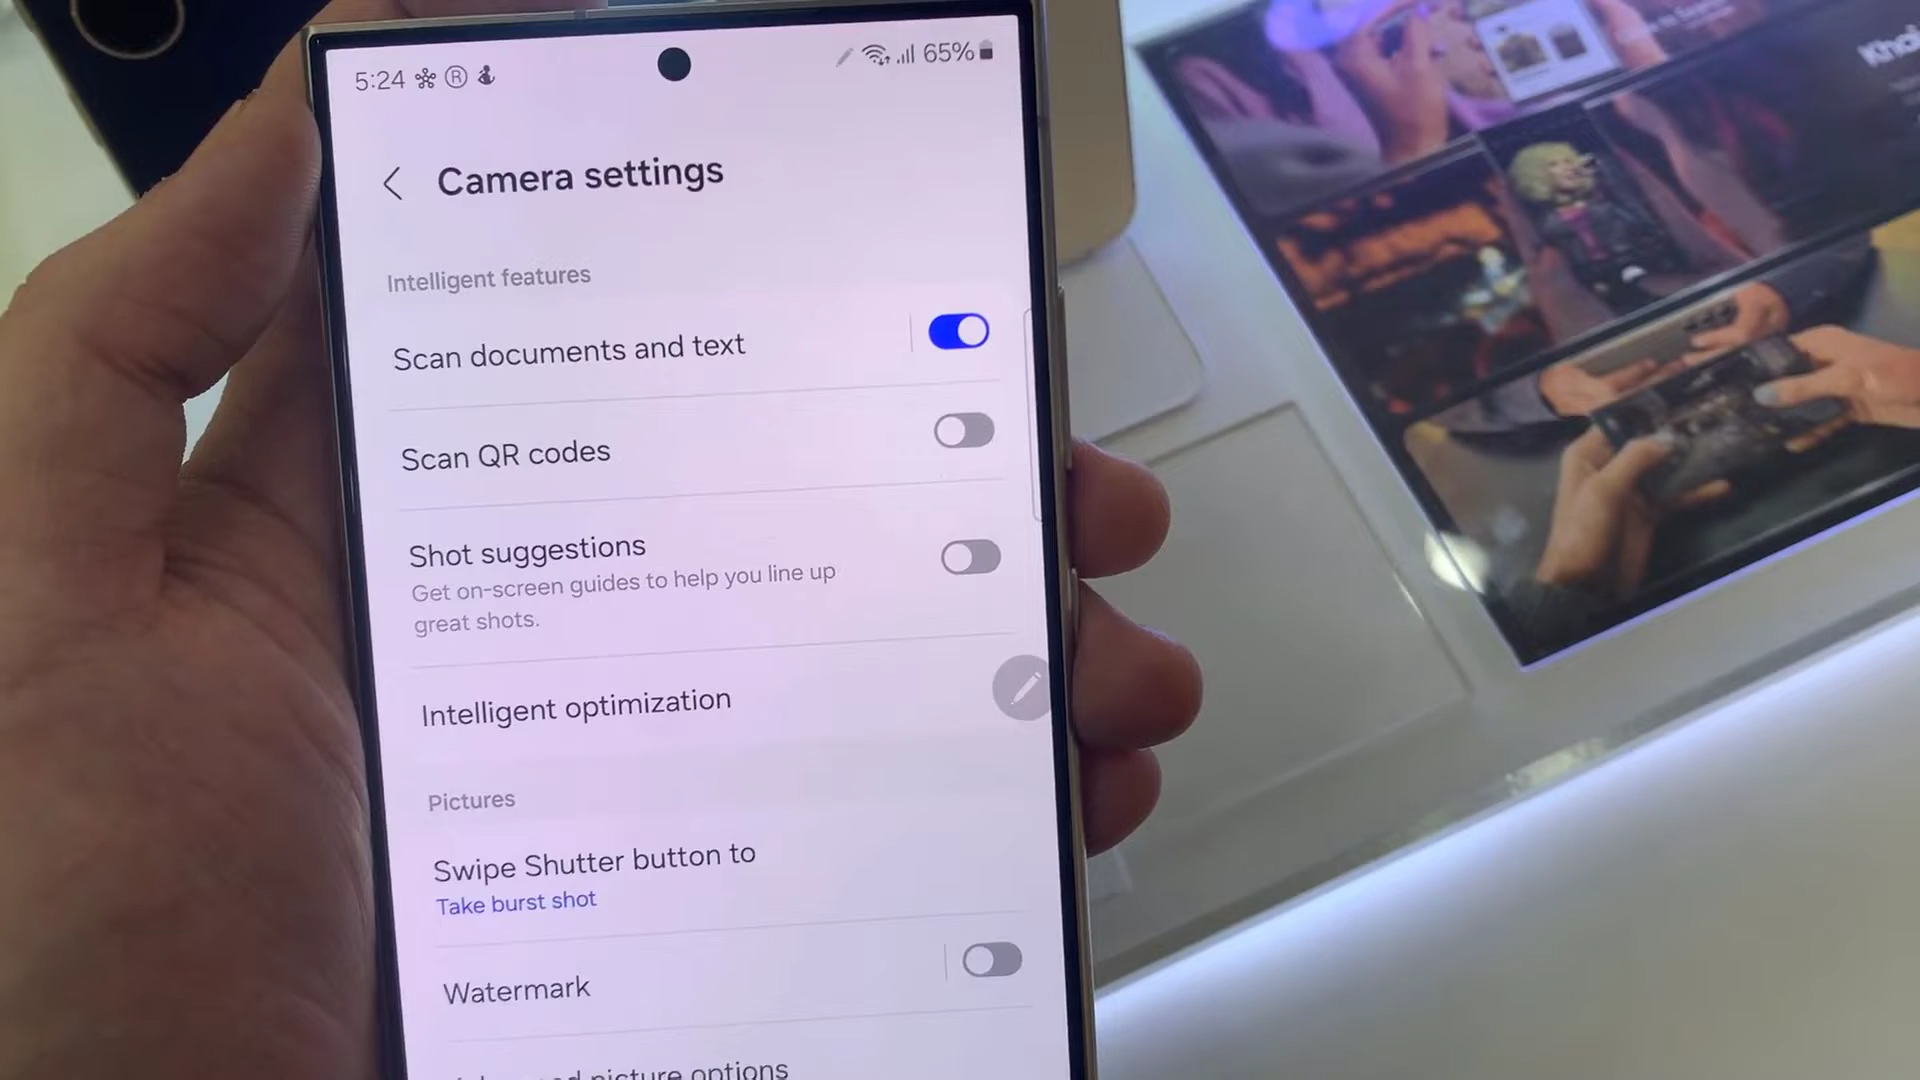 5:24 ® 65%
Camera settings
Intelligent features
Scan documents and text
Scan QR codes
Shot suggestions
Get on-screen guides to help you line up
great shots.
Intelligent optimization
Pictures
Swipe Shutter button to
Take burst shot
Watermark
picture options